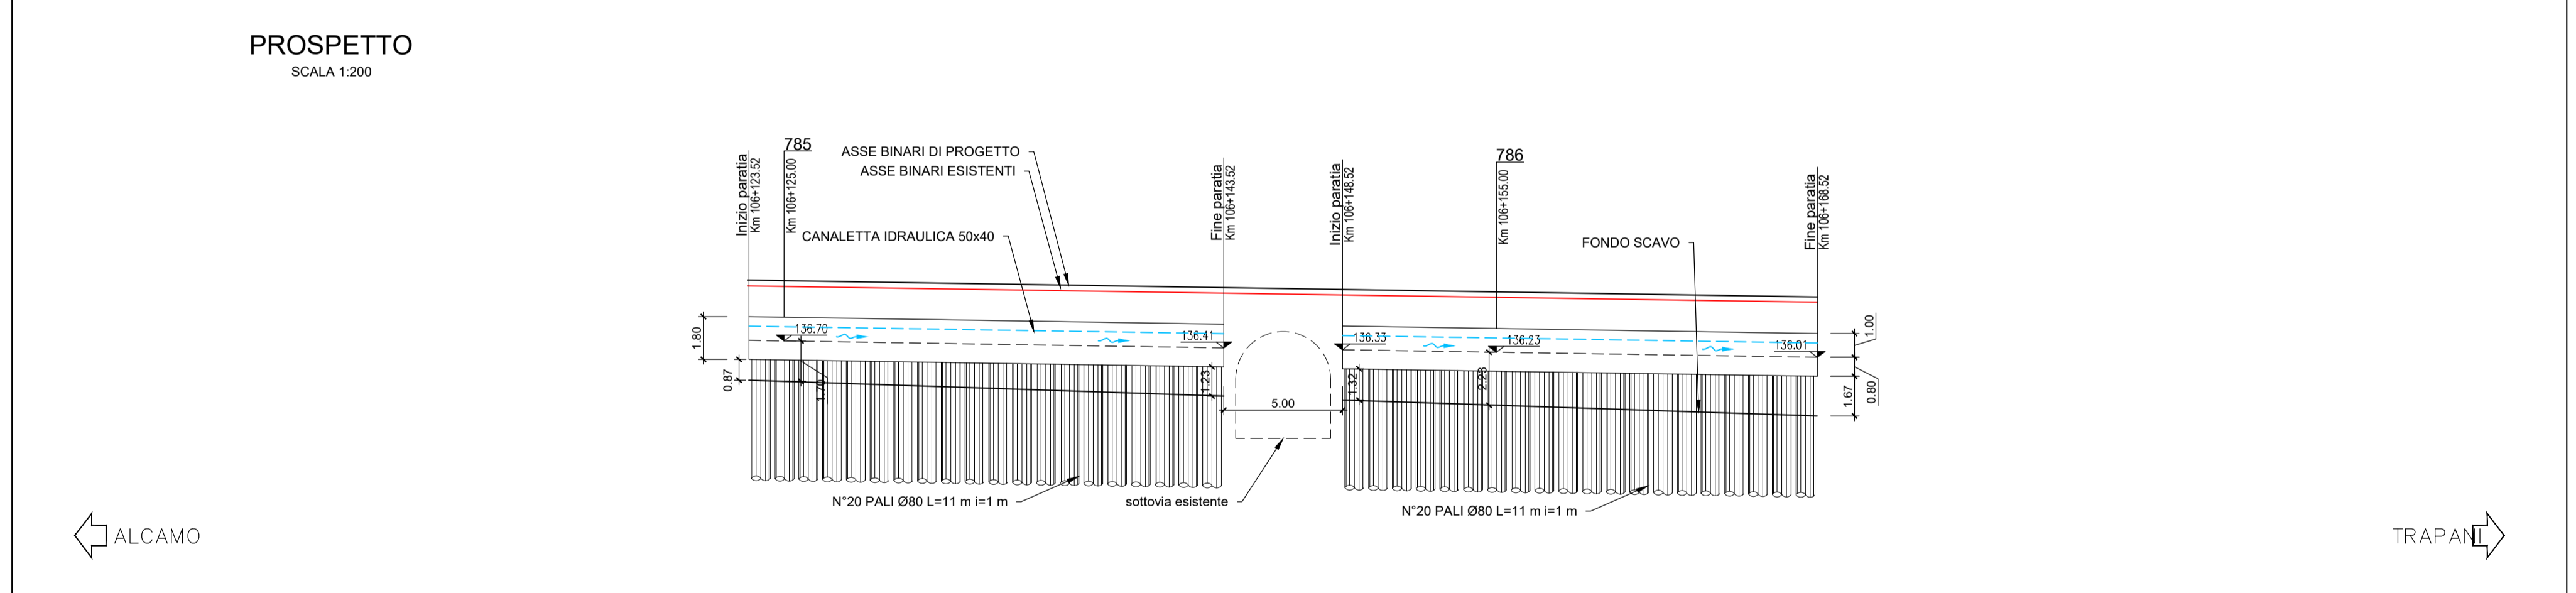 PROSPETTO
SCALA 1:200
Inizio paratia
Km 106+123.52
785
Km 106+125.00
ASSE BINARI DI PROGETTO
ASSE BINARI ESISTENTI
CANALETTA IDRAULICA 50x40
Fine paratia
Km 106+143.52
Inizio paratia
Km 106+148.52
786
Km 106+155.00
FONDO SCAVO
Fine paratia
Km 106+168.52
1.80
0.87
136.70
1.70
136.41
1.23
5.00
136.33
1.32
136.23
2.23
136.01
1.00
0.80
1.67
N°20 PALI Ø80 L=11 m i=1 m
sottovia esistente
N°20 PALI Ø80 L=11 m i=1 m
ALCAMO
TRAPANI